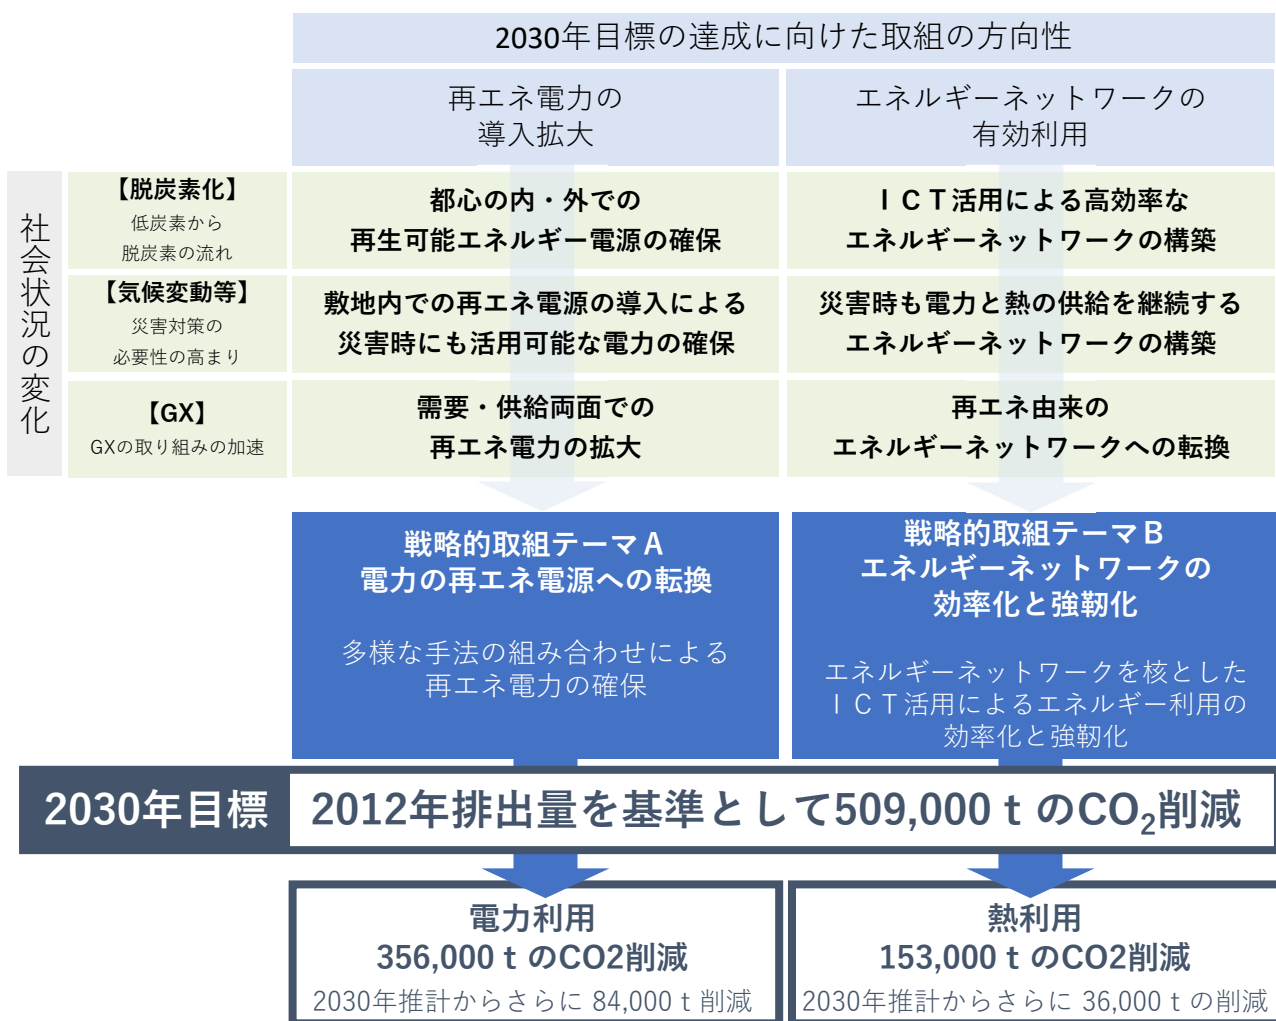 2030年目標の達成に向けた取組の方向性
再エネ電力の
導入拡大
エネルギーネットワークの
有効利用
社会状況の変化
【脱炭素化】
低炭素から
脱炭素の流れ
都心の内・外での
再生可能エネルギー電源の確保
ＩＣＴ活用による高効率な
エネルギーネットワークの構築
【気候変動等】
災害対策の
必要性の高まり
敷地内での再エネ電源の導入による
災害時にも活用可能な電力の確保
災害時も電力と熱の供給を継続する
エネルギーネットワークの構築
【GX】
GXの取り組みの加速
需要・供給両面での
再エネ電力の拡大
再エネ由来の
エネルギーネットワークへの転換
戦略的取組テーマＡ
電力の再エネ電源への転換
多様な手法の組み合わせによる
再エネ電力の確保
戦略的取組テーマＢ
エネルギーネットワークの
効率化と強靭化
エネルギーネットワークを核とした
ＩＣＴ活用によるエネルギー利用の
効率化と強靭化
2030年目標
2012年排出量を基準として509,000ｔのCO₂削減
電力利用
356,000ｔのCO2削減
2030年推計からさらに 84,000ｔ削減
熱利用
153,000ｔのCO2削減
2030年推計からさらに 36,000ｔの削減